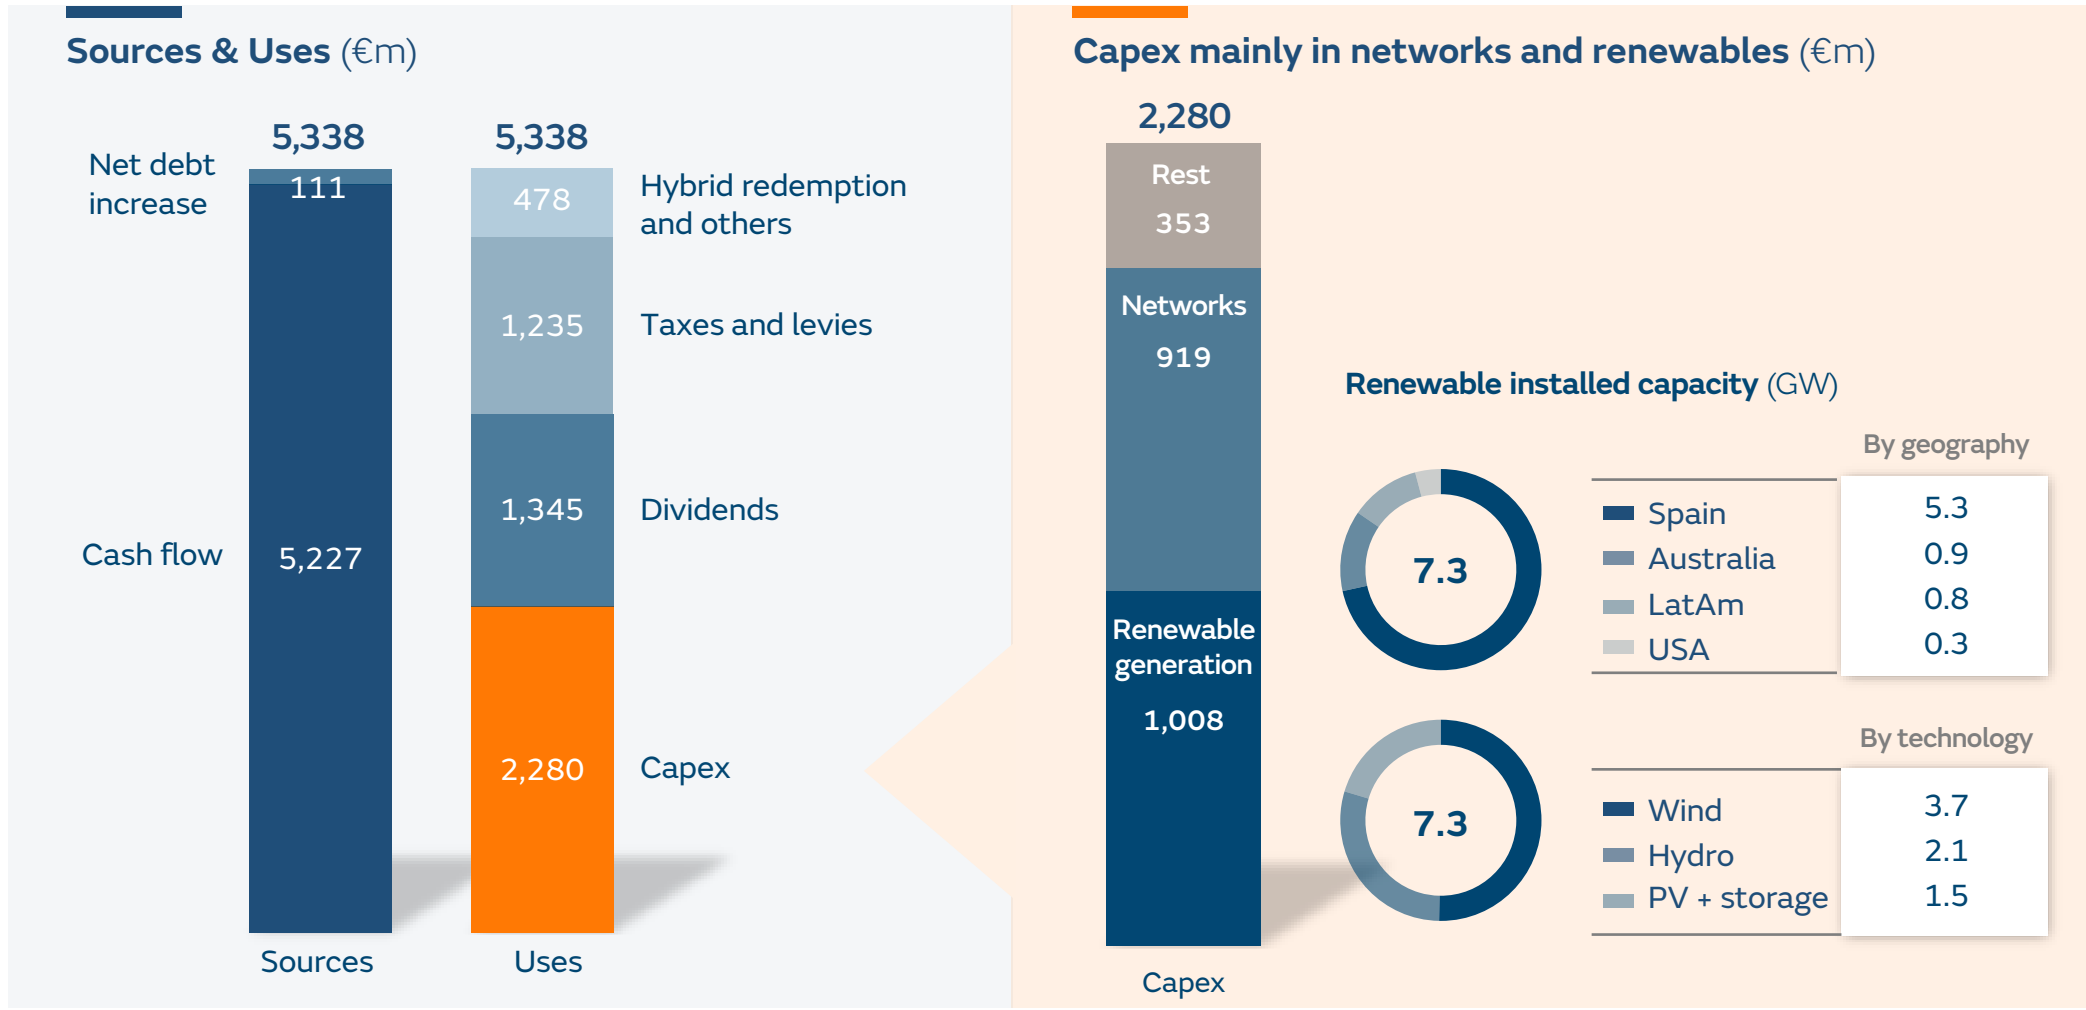 Sources & Uses (€m)
5,338
5,338
Net debt
increase
111
478
Hybrid redemption
and others
1,235
Taxes and levies
1,345
Dividends
Cash flow
5,227
2,280
Capex
Sources
Uses
Capex mainly in networks and renewables (€m)
2,280
Rest
353
Networks
919
Renewable
generation
1,008
Capex
Renewable installed capacity (GW)
By geography
7.3
Spain 5.3
Australia 0.9
LatAm 0.8
USA 0.3
By technology
7.3
Wind 3.7
Hydro 2.1
PV + storage 1.5